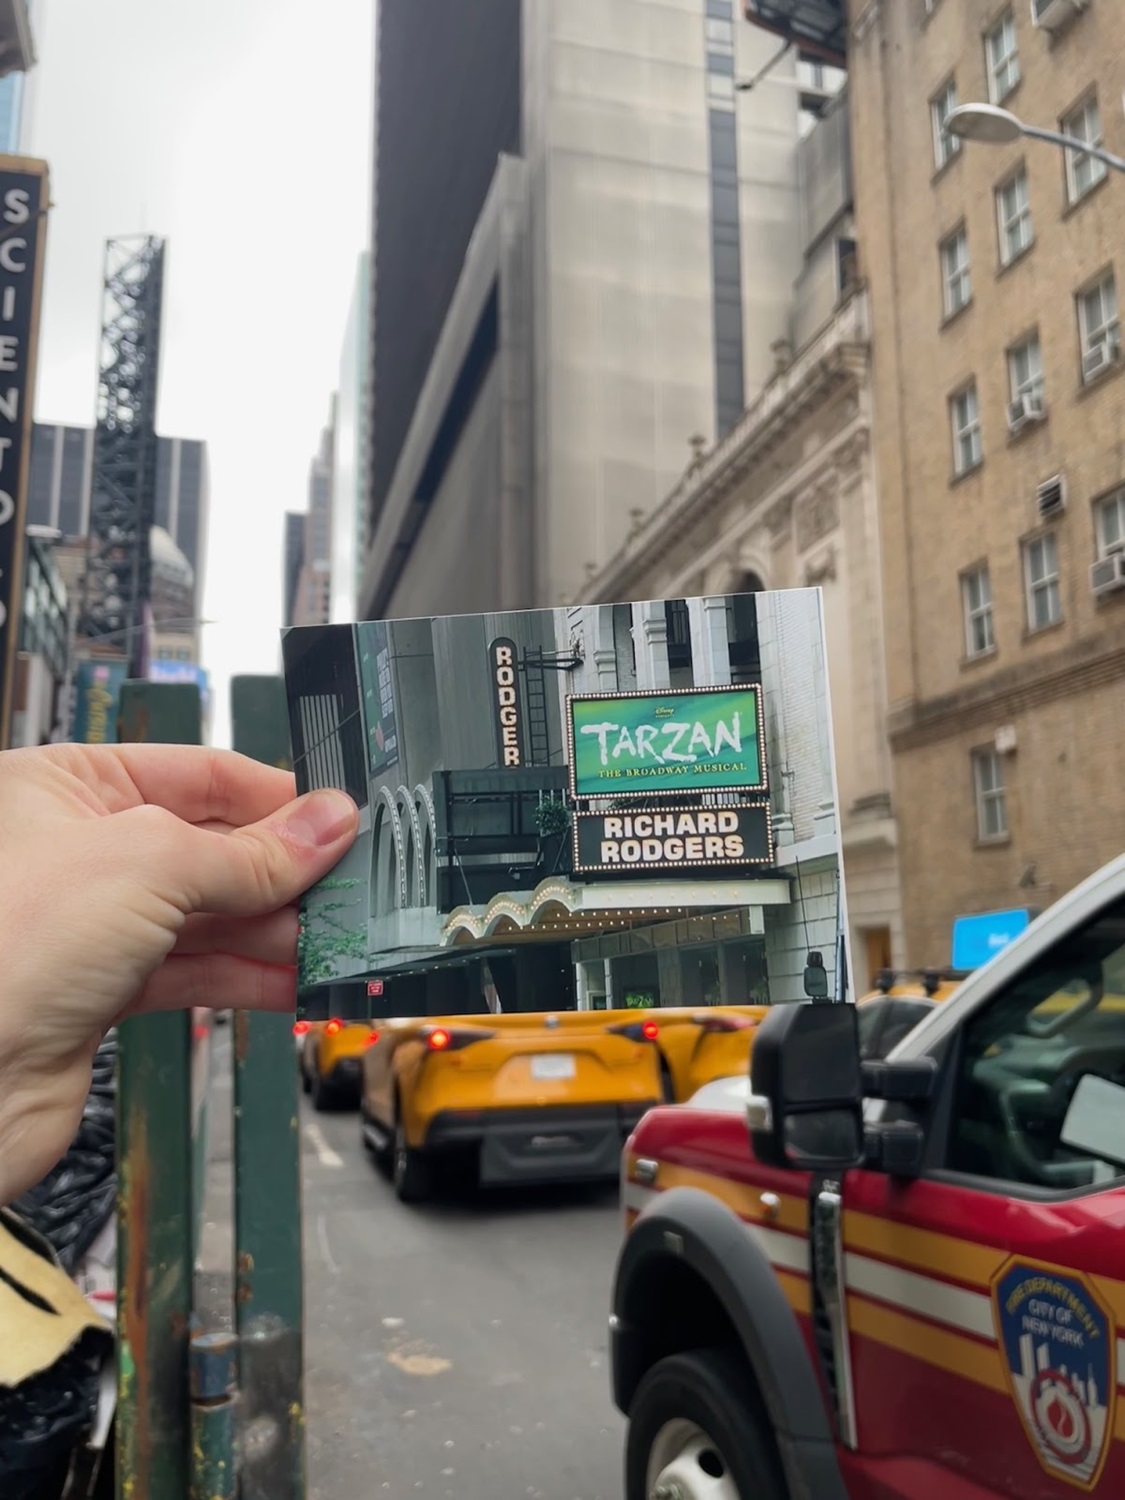 SCIENTO
RODGER
Disney
TARZAN
THE BROADWAY MUSICAL
RICHARD
RODGERS
FIRE DEPARTMENT
CITY OF
NEW YORK